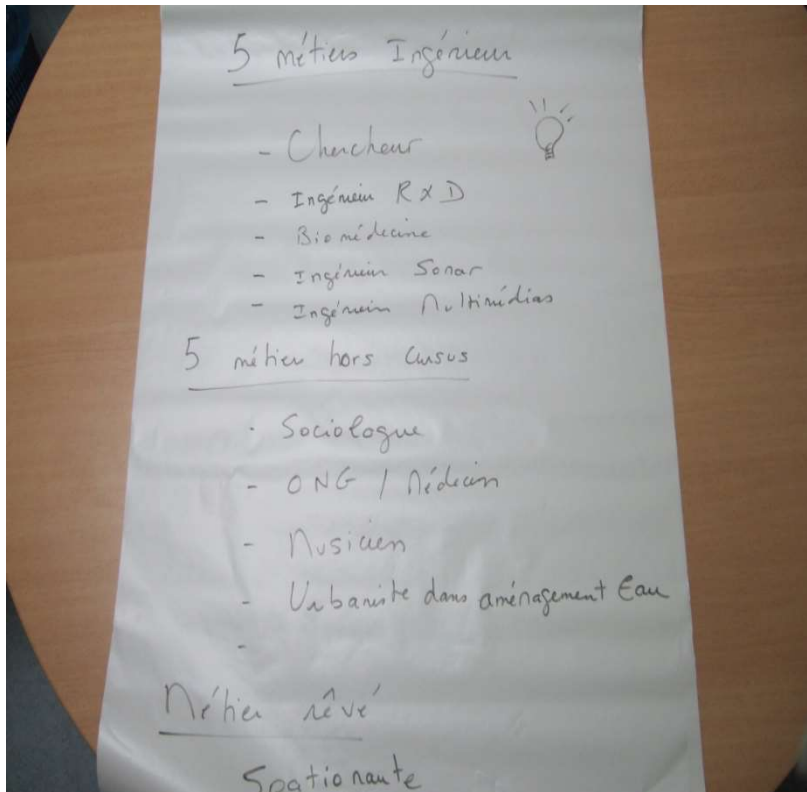 5 métiers Ingénieur
- Chercheur
- Ingénieur R & D
- Biomédecine
- Ingénieur Sonar
- Ingénieur Multimédias
5 métier hors cursus
- Sociologue
- ONG / Médecin
- Musicien
- Urbaniste dans aménagement Eau
-
Métier rêvé
Spationaute